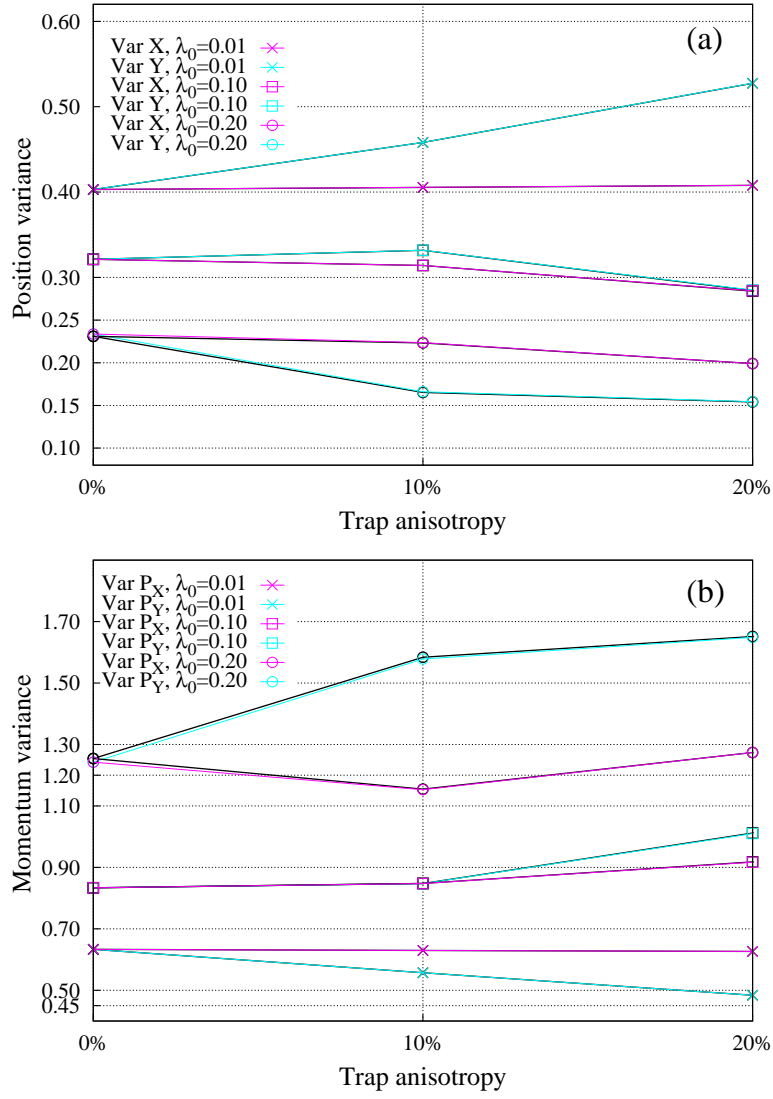 (a)
Var X, λ0=0.01
Var Y, λ0=0.01
Var X, λ0=0.10
Var Y, λ0=0.10
Var X, λ0=0.20
Var Y, λ0=0.20
Position variance
0.60
0.50
0.40
0.30
0.25
0.20
0.15
0.10
0% 10% 20%
Trap anisotropy
(b)
Var PX, λ0=0.01
Var PY, λ0=0.01
Var PX, λ0=0.10
Var PY, λ0=0.10
Var PX, λ0=0.20
Var PY, λ0=0.20
Momentum variance
1.70
1.50
1.30
1.20
1.10
0.90
0.70
0.50
0.45
0% 10% 20%
Trap anisotropy